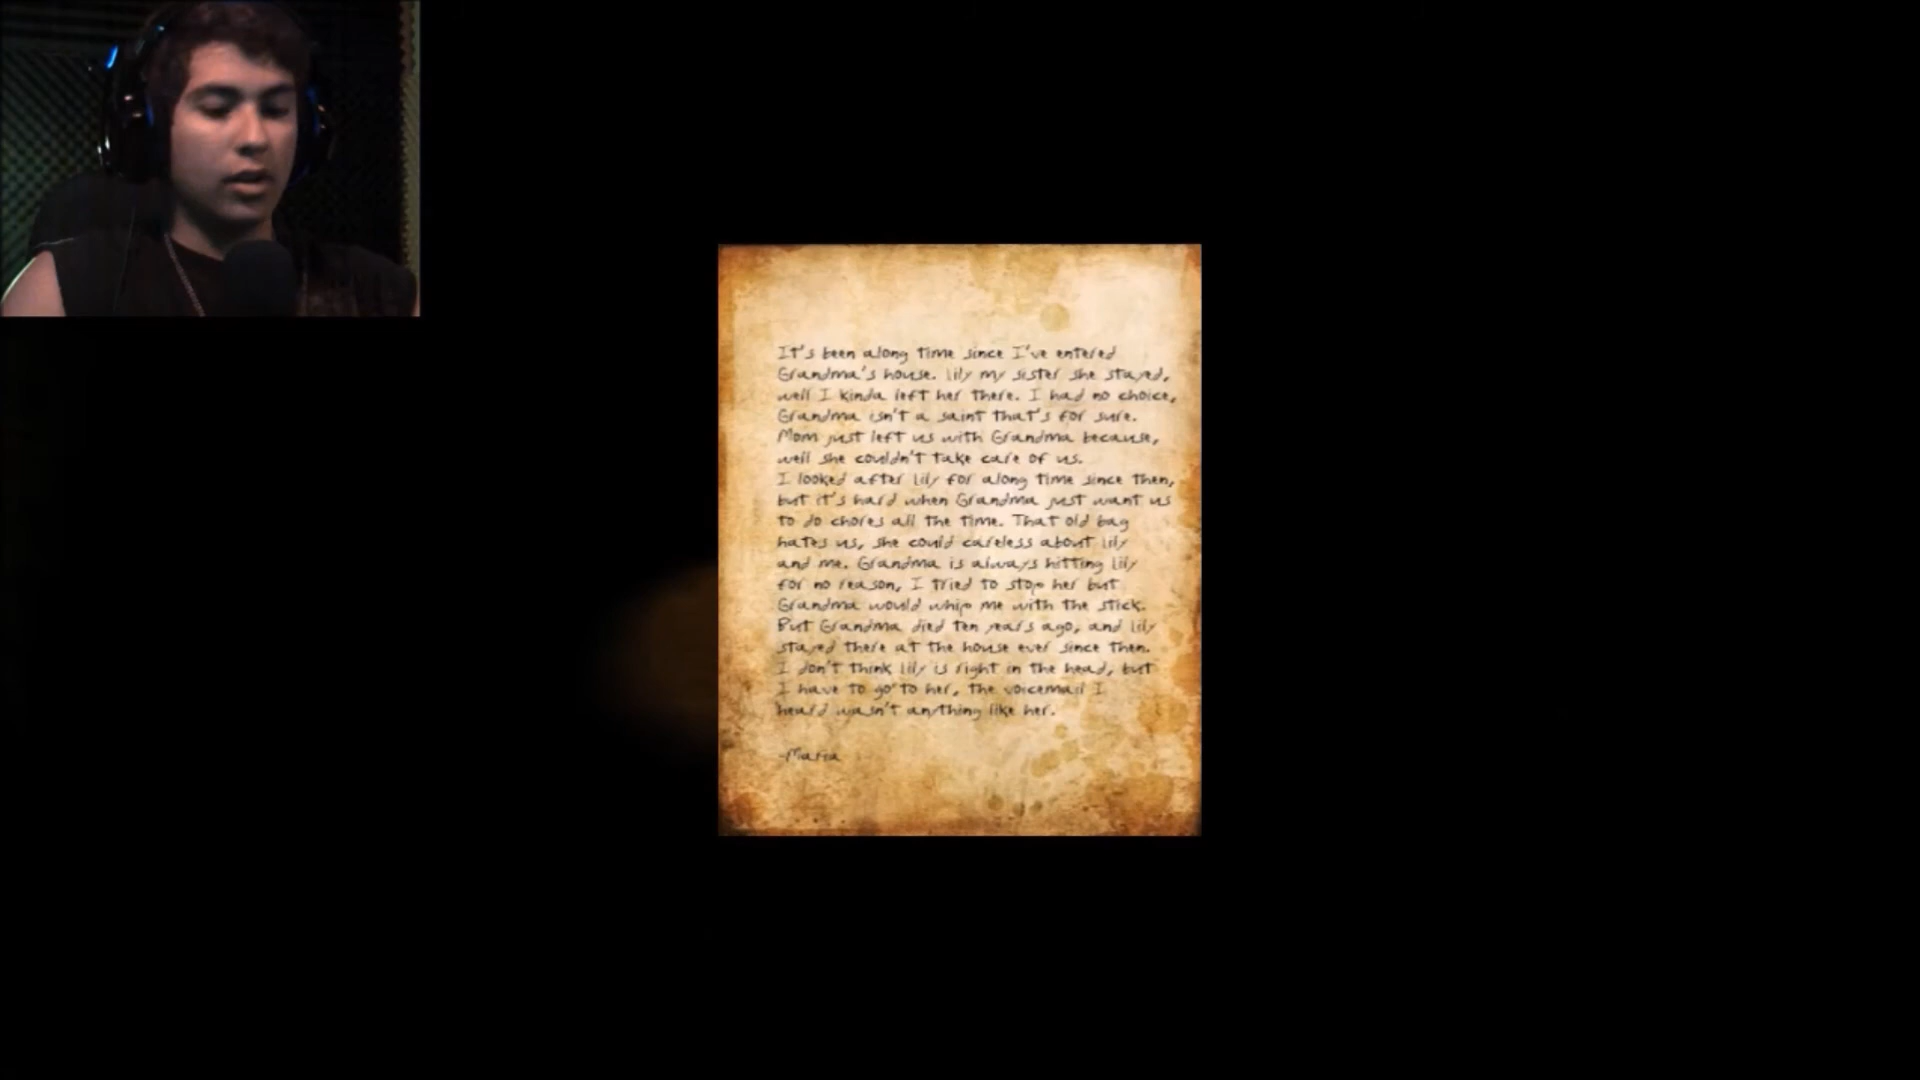 It's been along time since I've entered
Grandma's house. Lily my sister she stayed,
well I kinda left her there. I had no choice,
Grandma isn't a saint that's for sure.
Mom just left us with Grandma because,
well she couldn't take care of us.
I looked after Lily for along time since then,
but it's hard when Grandma just want us
to do chores all the time. That old bag
hates us, she could careless about Lily
and me. Grandma is always hitting Lily
for no reason, I tried to stop her but
Grandma would whip me with the stick.
But Grandma died ten years ago, and Lily
stayed there at the house ever since then.
I don't think Lily is right in the head, but
I have to go to her, the voicemail I
heard wasn't anything like her.
-Maria